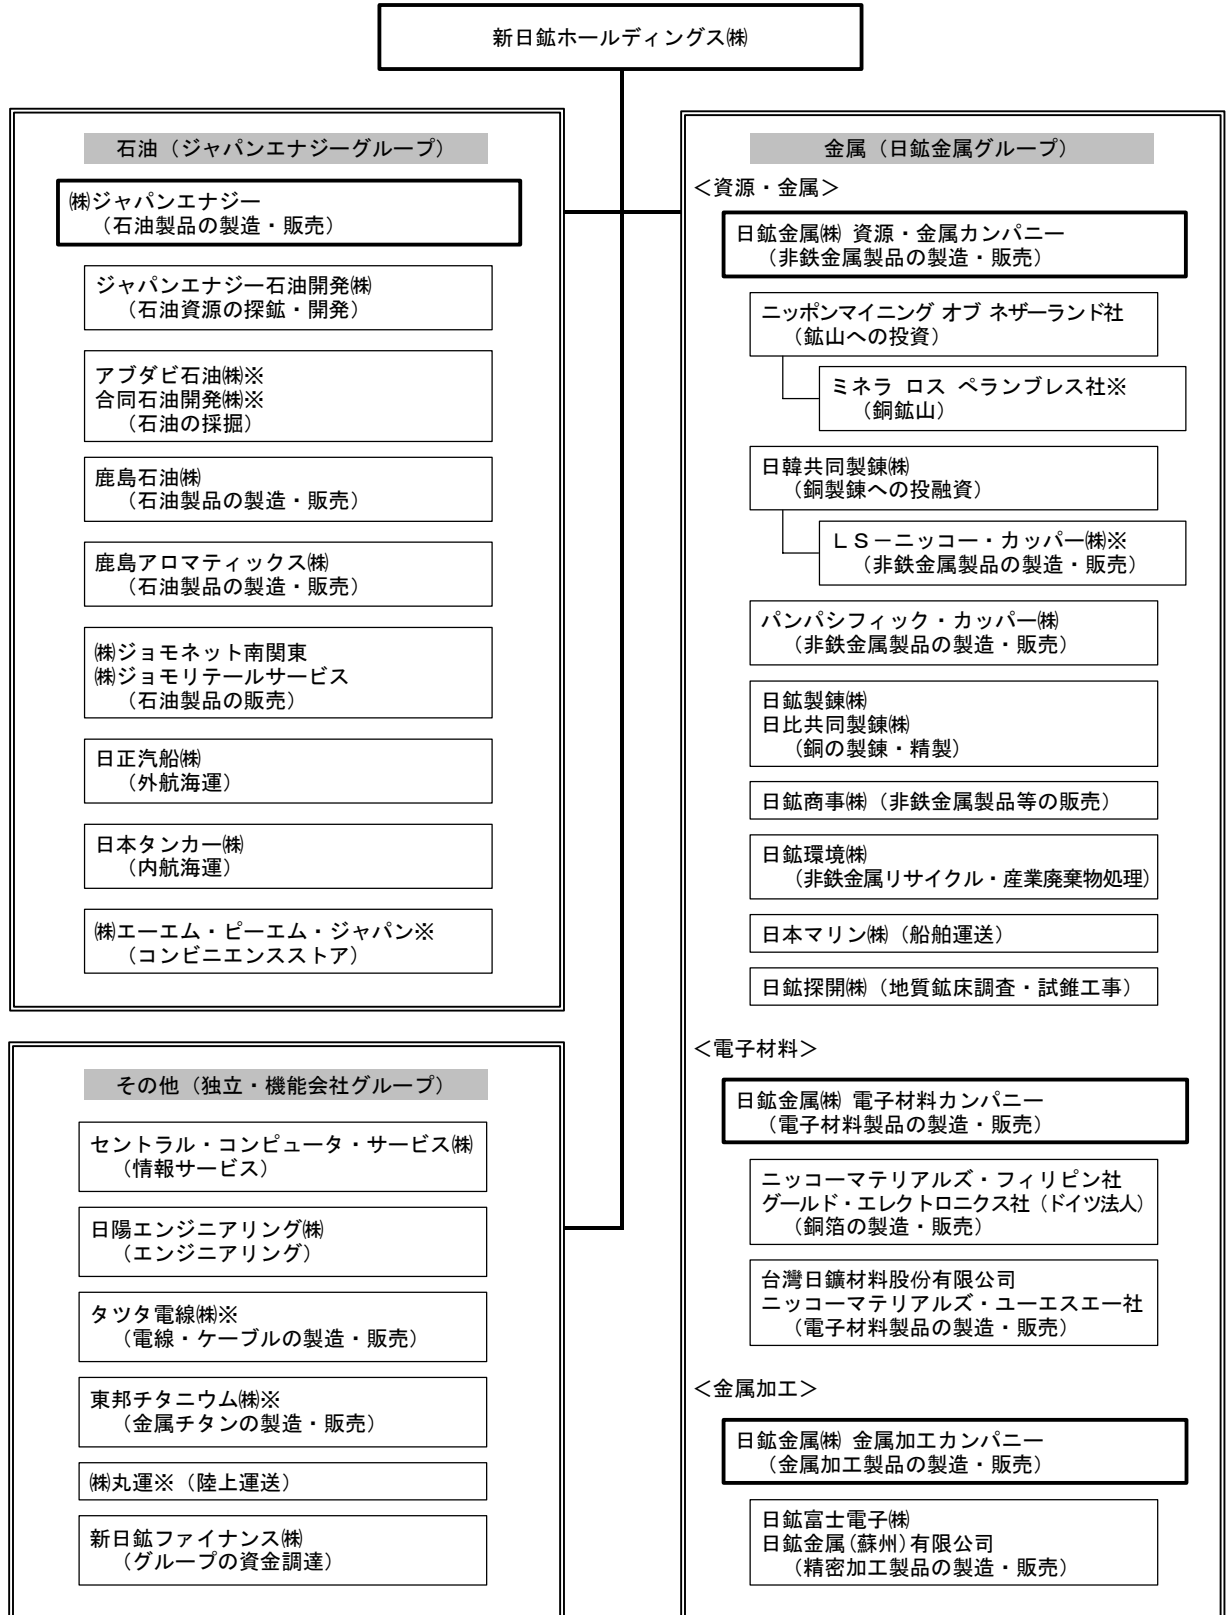 新日鉱ホールディングス㈱
石油（ジャパンエナジーグループ）
㈱ジャパンエナジー
（石油製品の製造・販売）
ジャパンエナジー石油開発㈱
（石油資源の探鉱・開発）
アブダビ石油㈱※
合同石油開発㈱※
（石油の採掘）
鹿島石油㈱
（石油製品の製造・販売）
鹿島アロマティックス㈱
（石油製品の製造・販売）
㈱ジョモネット南関東
㈱ジョモリテールサービス
（石油製品の販売）
日正汽船㈱
（外航海運）
日本タンカー㈱
（内航海運）
㈱エーエム・ピーエム・ジャパン※
（コンビニエンスストア）
その他（独立・機能会社グループ）
セントラル・コンピュータ・サービス㈱
（情報サービス）
日陽エンジニアリング㈱
（エンジニアリング）
タツタ電線㈱※
（電線・ケーブルの製造・販売）
東邦チタニウム㈱※
（金属チタンの製造・販売）
㈱丸運※（陸上運送）
新日鉱ファイナンス㈱
（グループの資金調達）
金属（日鉱金属グループ）
＜資源・金属＞
日鉱金属㈱ 資源・金属カンパニー
（非鉄金属製品の製造・販売）
ニッポンマイニング オブ ネザーランド社
（鉱山への投資）
ミネラ ロス ペランブレス社※
（銅鉱山）
日韓共同製錬㈱
（銅製錬への投融資）
ＬＳ－ニッコー・カッパー㈱※
（非鉄金属製品の製造・販売）
パンパシフィック・カッパー㈱
（非鉄金属製品の製造・販売）
日鉱製錬㈱
日比共同製錬㈱
（銅の製錬・精製）
日鉱商事㈱（非鉄金属製品等の販売）
日鉱環境㈱
（非鉄金属リサイクル・産業廃棄物処理）
日本マリン㈱（船舶運送）
日鉱探開㈱（地質鉱床調査・試錐工事）
＜電子材料＞
日鉱金属㈱ 電子材料カンパニー
（電子材料製品の製造・販売）
ニッコーマテリアルズ・フィリピン社
グールド・エレクトロニクス社（ドイツ法人）
（銅箔の製造・販売）
台灣日鑛材料股份有限公司
ニッコーマテリアルズ・ユーエスエー社
（電子材料製品の製造・販売）
＜金属加工＞
日鉱金属㈱ 金属加工カンパニー
（金属加工製品の製造・販売）
日鉱富士電子㈱
日鉱金属(蘇州)有限公司
（精密加工製品の製造・販売）